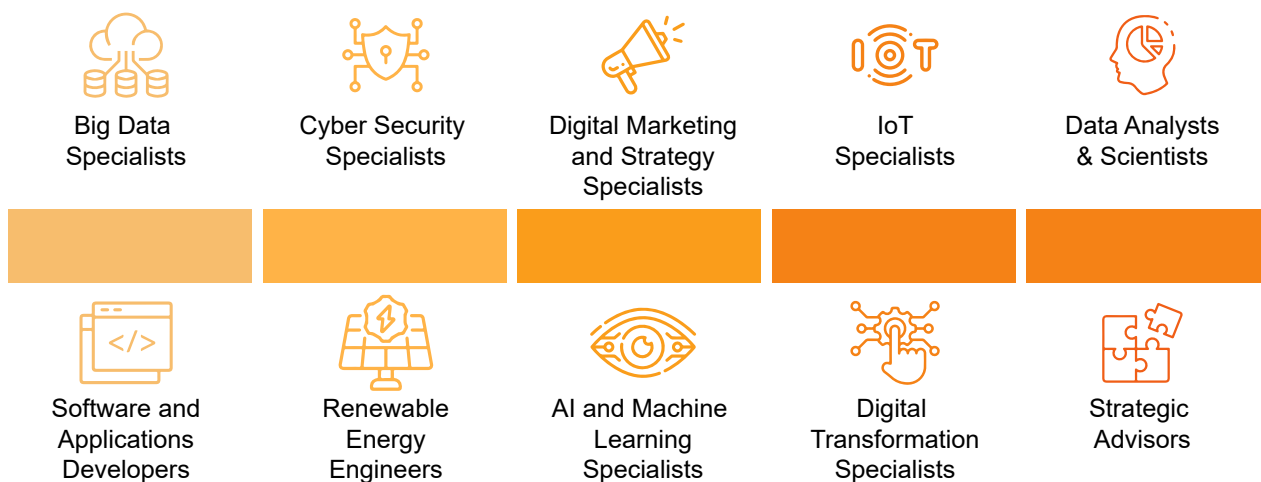 IOT
Big Data
Specialists
Cyber Security
Specialists
Digital Marketing
and Strategy
Specialists
IoT
Specialists
Data Analysts
& Scientists
</>
Software and
Applications
Developers
Renewable
Energy
Engineers
AI and Machine
Learning
Specialists
Digital
Transformation
Specialists
Strategic
Advisors